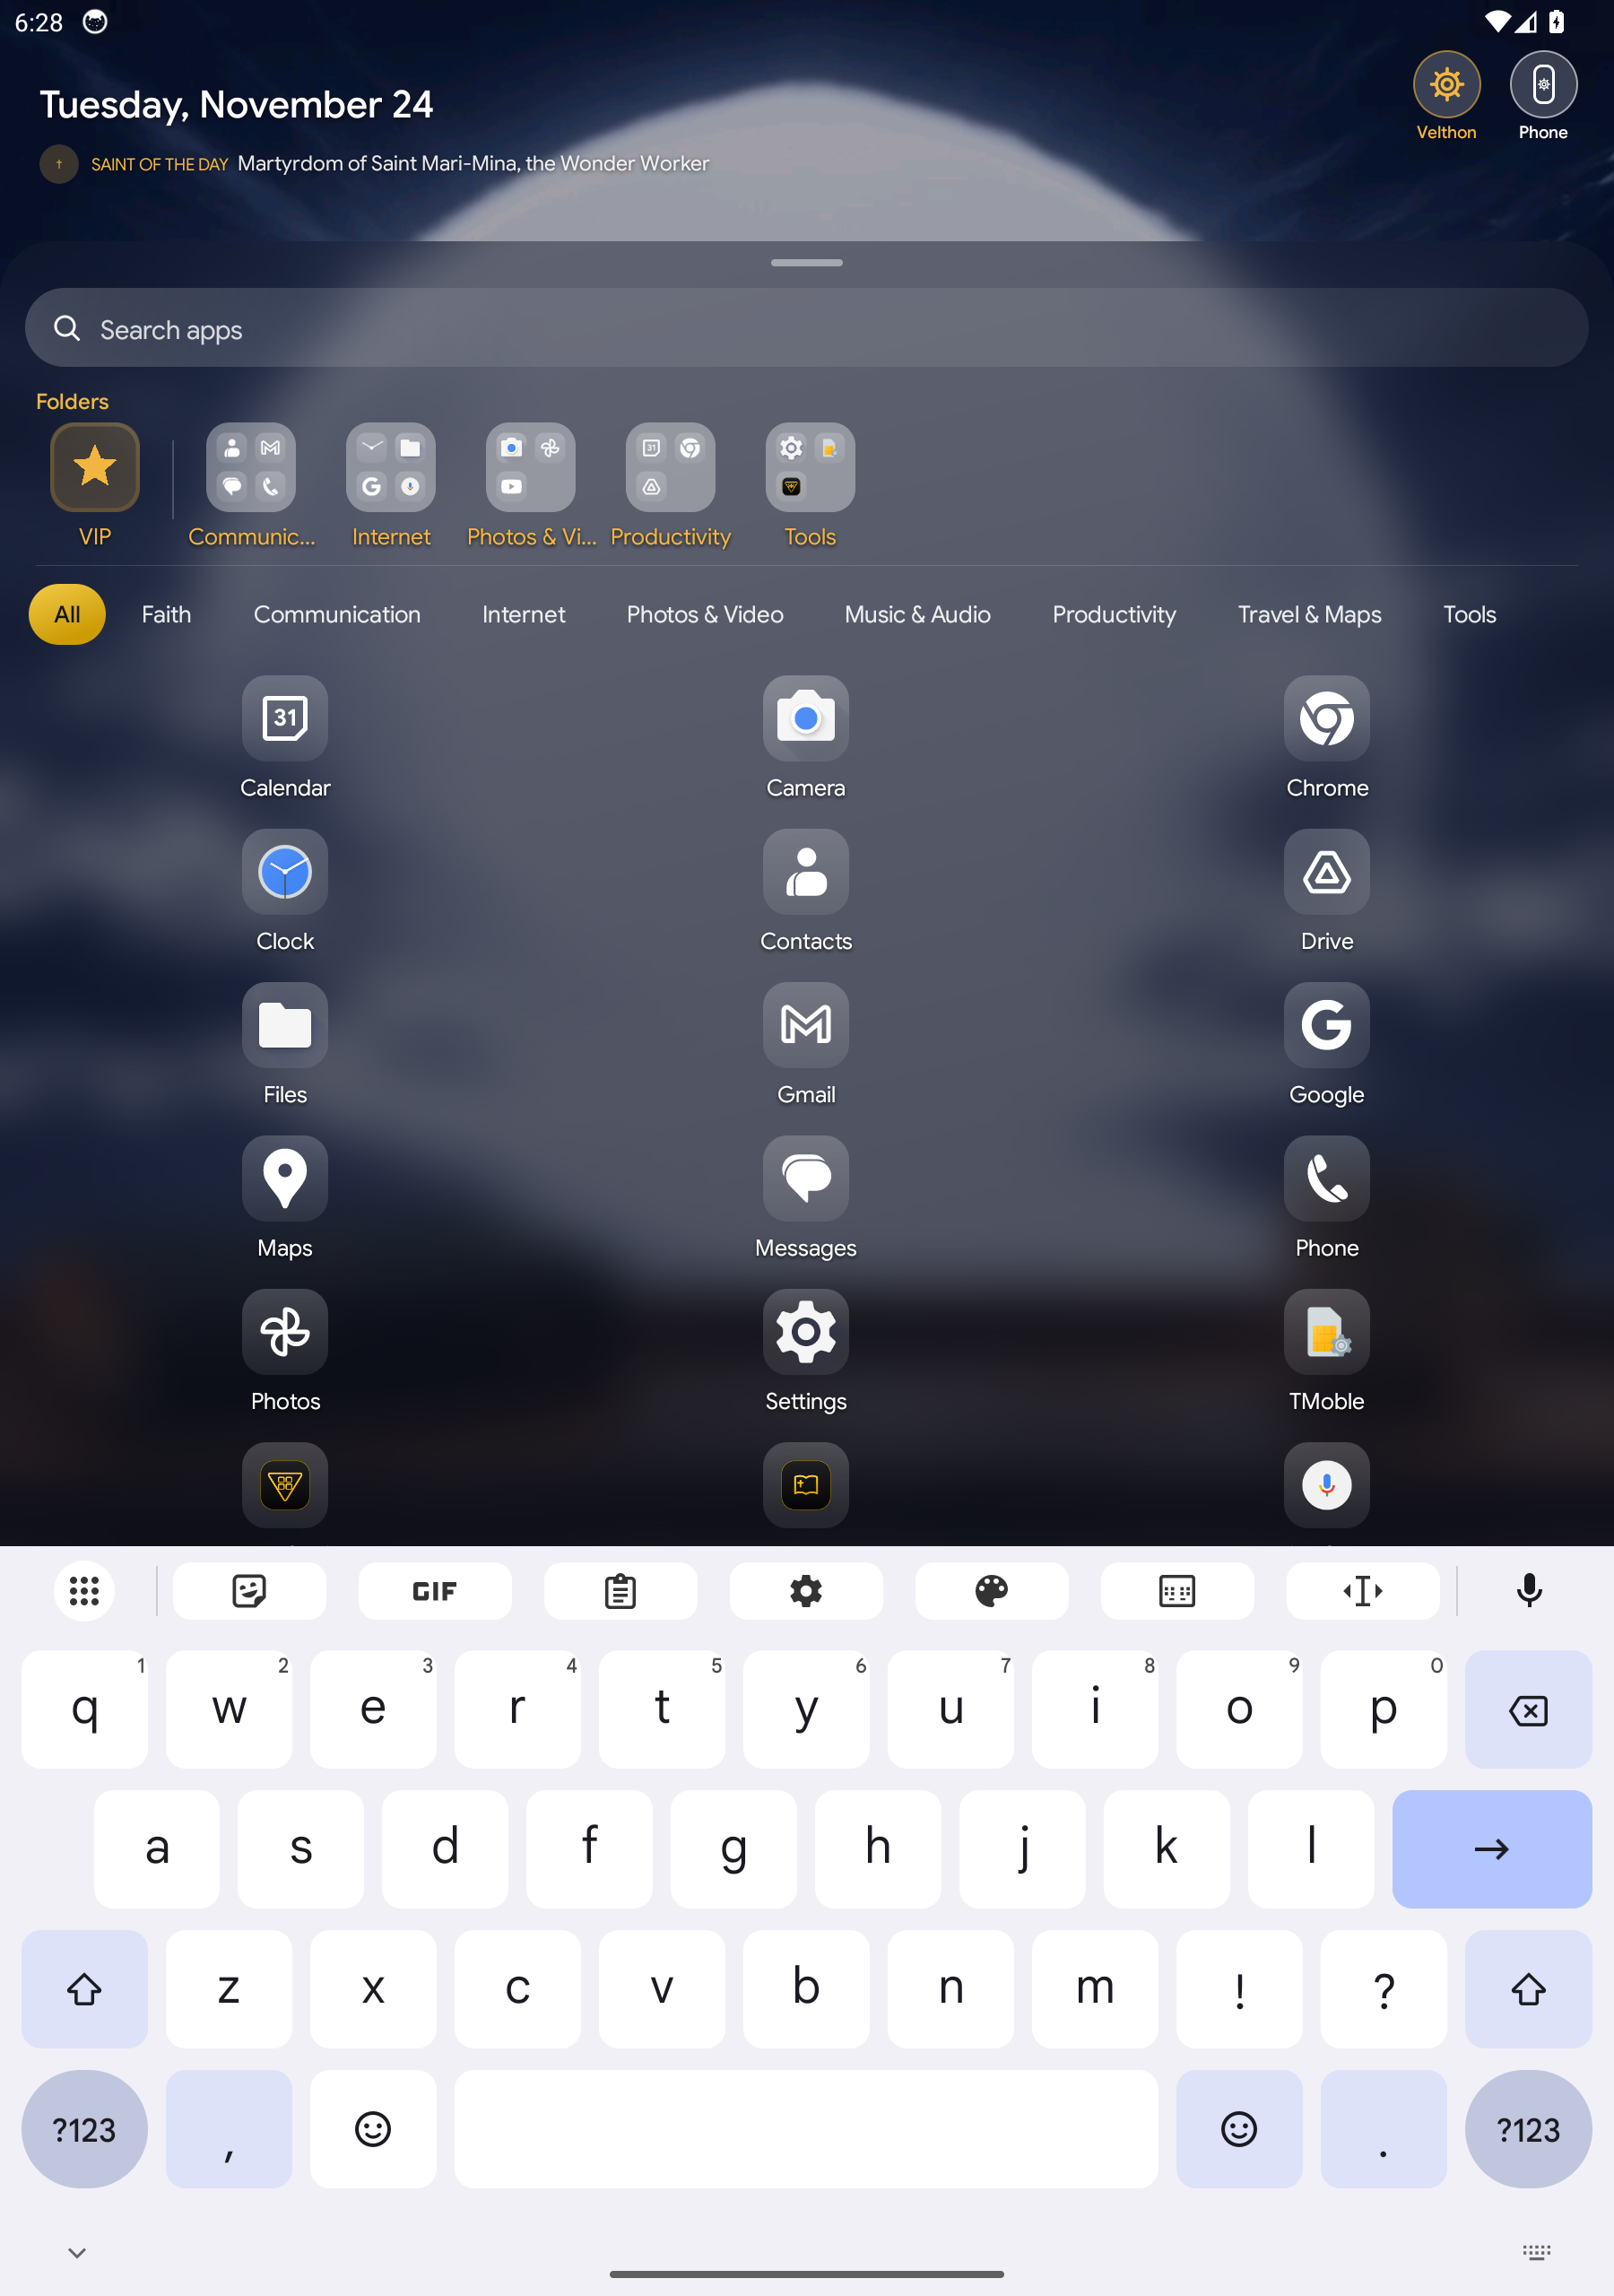 6:28
Tuesday, November 24
SAINT OF THE DAY Martyrdom of Saint Mari-Mina, the Wonder Worker
Velthon Phone
Search apps
Folders
VIP Communic... Internet Photos & Vi... Productivity Tools
All Faith Communication Internet Photos & Video Music & Audio Productivity Travel & Maps Tools
31
Calendar Camera Chrome
Clock Contacts Drive
Files Gmail Google
Maps Messages Phone
Photos Settings TMoble
GIF
q 1 w 2 e 3 r 4 t 5 y 6 u 7 i 8 o 9 p 0
a s d f g h j k l
z x c v b n m ! ?
?123 , . ?123